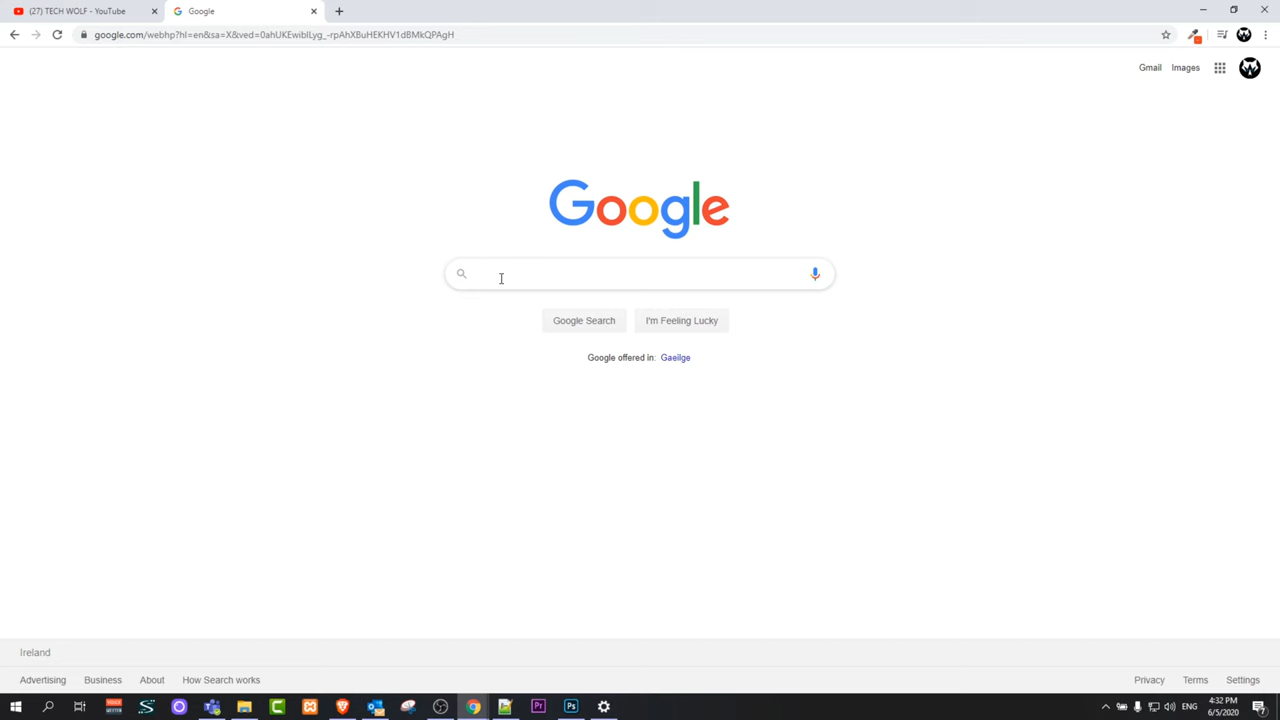 (27) TECH WOLF - YouTube
Google
google.com/webhp?hl=en&sa=X&ved=0ahUKEwiblLyg_-rpAhXBuHEKHV1dBMkQPAgH
Gmail
Images
Google
Google Search
I'm Feeling Lucky
Google offered in: Gaeilge
Ireland
Advertising
Business
About
How Search works
Privacy
Terms
Settings
Pr
Ps
4:32 PM
6/5/2020